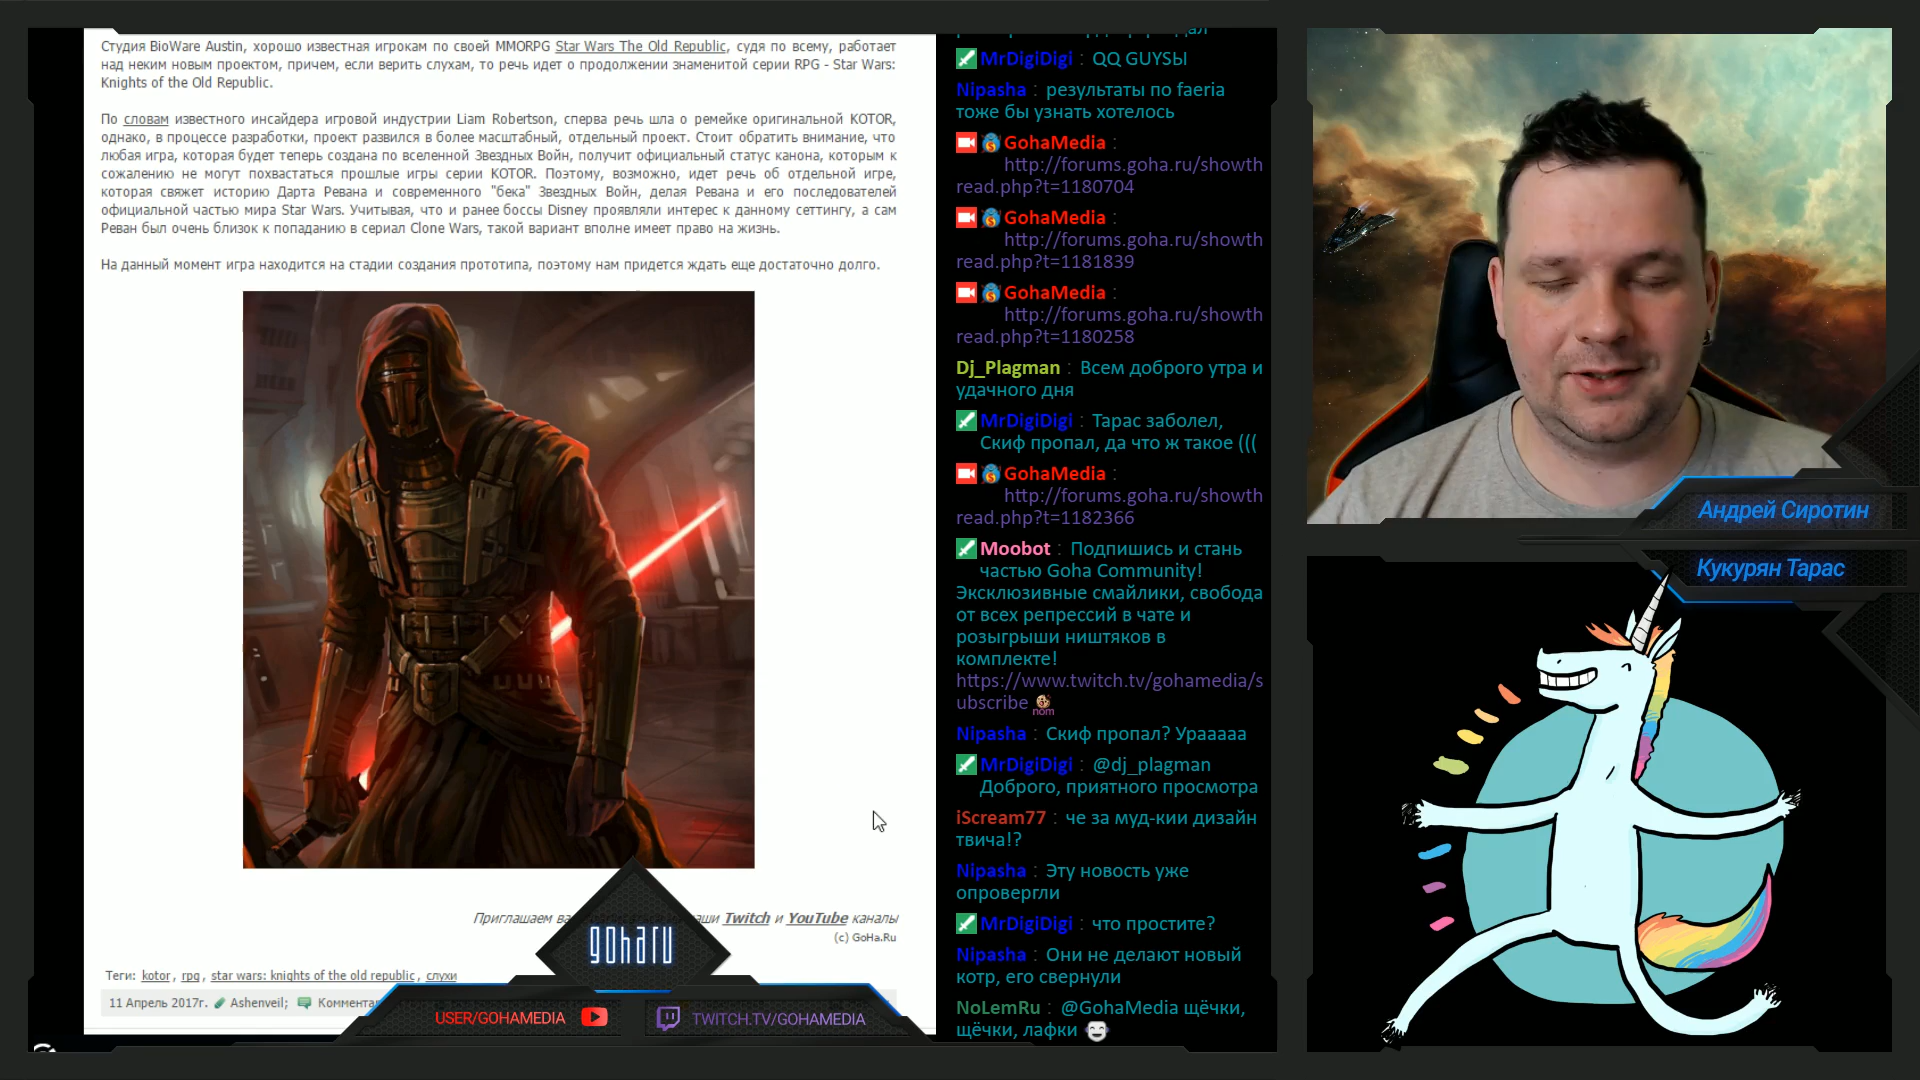 Студия BioWare Austin, хорошо известная игрокам по своей MMORPG Star Wars The Old Republic, судя по всему, работает
над неким новым проектом, причем, если верить слухам, то речь идет о продолжении знаменитой серии RPG - Star Wars:
Knights of the Old Republic.
По словам известного инсайдера игровой индустрии Liam Robertson, сперва речь шла о ремейке оригинальной KOTOR,
однако, в процессе разработки, проект развился в более масштабный, отдельный проект. Стоит обратить внимание, что
любая игра, которая будет теперь создана по вселенной Звездных Войн, получит официальный статус канона, которым к
сожалению не могут похвастаться прошлые игры серии KOTOR. Поэтому, возможно, идет речь об отдельной игре,
которая свяжет историю Дарта Ревана и современного "бека" Звездных Войн, делая Ревана и его последователей
официальной частью мира Star Wars. Учитывая, что и ранее боссы Disney проявляли интерес к данному сеттингу, а сам
Реван был очень близок к попаданию в сериал Clone Wars, такой вариант вполне имеет право на жизнь.
На данный момент игра находится на стадии создания прототипа, поэтому нам придется ждать еще достаточно долго.
Приглашаем Twitch и YouTube каналы
(c) GoHa.Ru
Теги: kotor, rpg, star wars: knights of the old republic, слухи
11 Апрель 2017г. Ashenveil;
goharu
USER/GOHAMEDIA
TWITCH.TV/GOHAMEDIA
MrDigiDigi : QQ GUYSЫ
Nipasha : результаты по faeria
тоже бы узнать хотелось
GohaMedia :
http://forums.goha.ru/showth
read.php?t=1180704
GohaMedia :
http://forums.goha.ru/showth
read.php?t=1181839
GohaMedia :
http://forums.goha.ru/showth
read.php?t=1180258
Dj_Plagman : Всем доброго утра и
удачного дня
MrDigiDigi : Тарас заболел,
Скиф пропал, да что ж такое (((
GohaMedia :
http://forums.goha.ru/showth
read.php?t=1182366
Moobot : Подпишись и стань
частью Goha Community!
Эксклюзивные смайлики, свобода
от всех репрессий в чате и
розыгрыши ништяков в
комплекте!
https://www.twitch.tv/gohamedia/s
ubscribe nom
Nipasha : Скиф пропал? Урааааа
MrDigiDigi : @dj_plagman
Доброго, приятного просмотра
iScream77 : че за муд-кии дизайн
твича!?
Nipasha : Эту новость уже
опровергли
MrDigiDigi : что простите?
Nipasha : Они не делают новый
котр, его свернули
NoLemRu : @GohaMedia щёчки,
щёчки, лафки
Андрей Сиротин
Кукурян Тарас